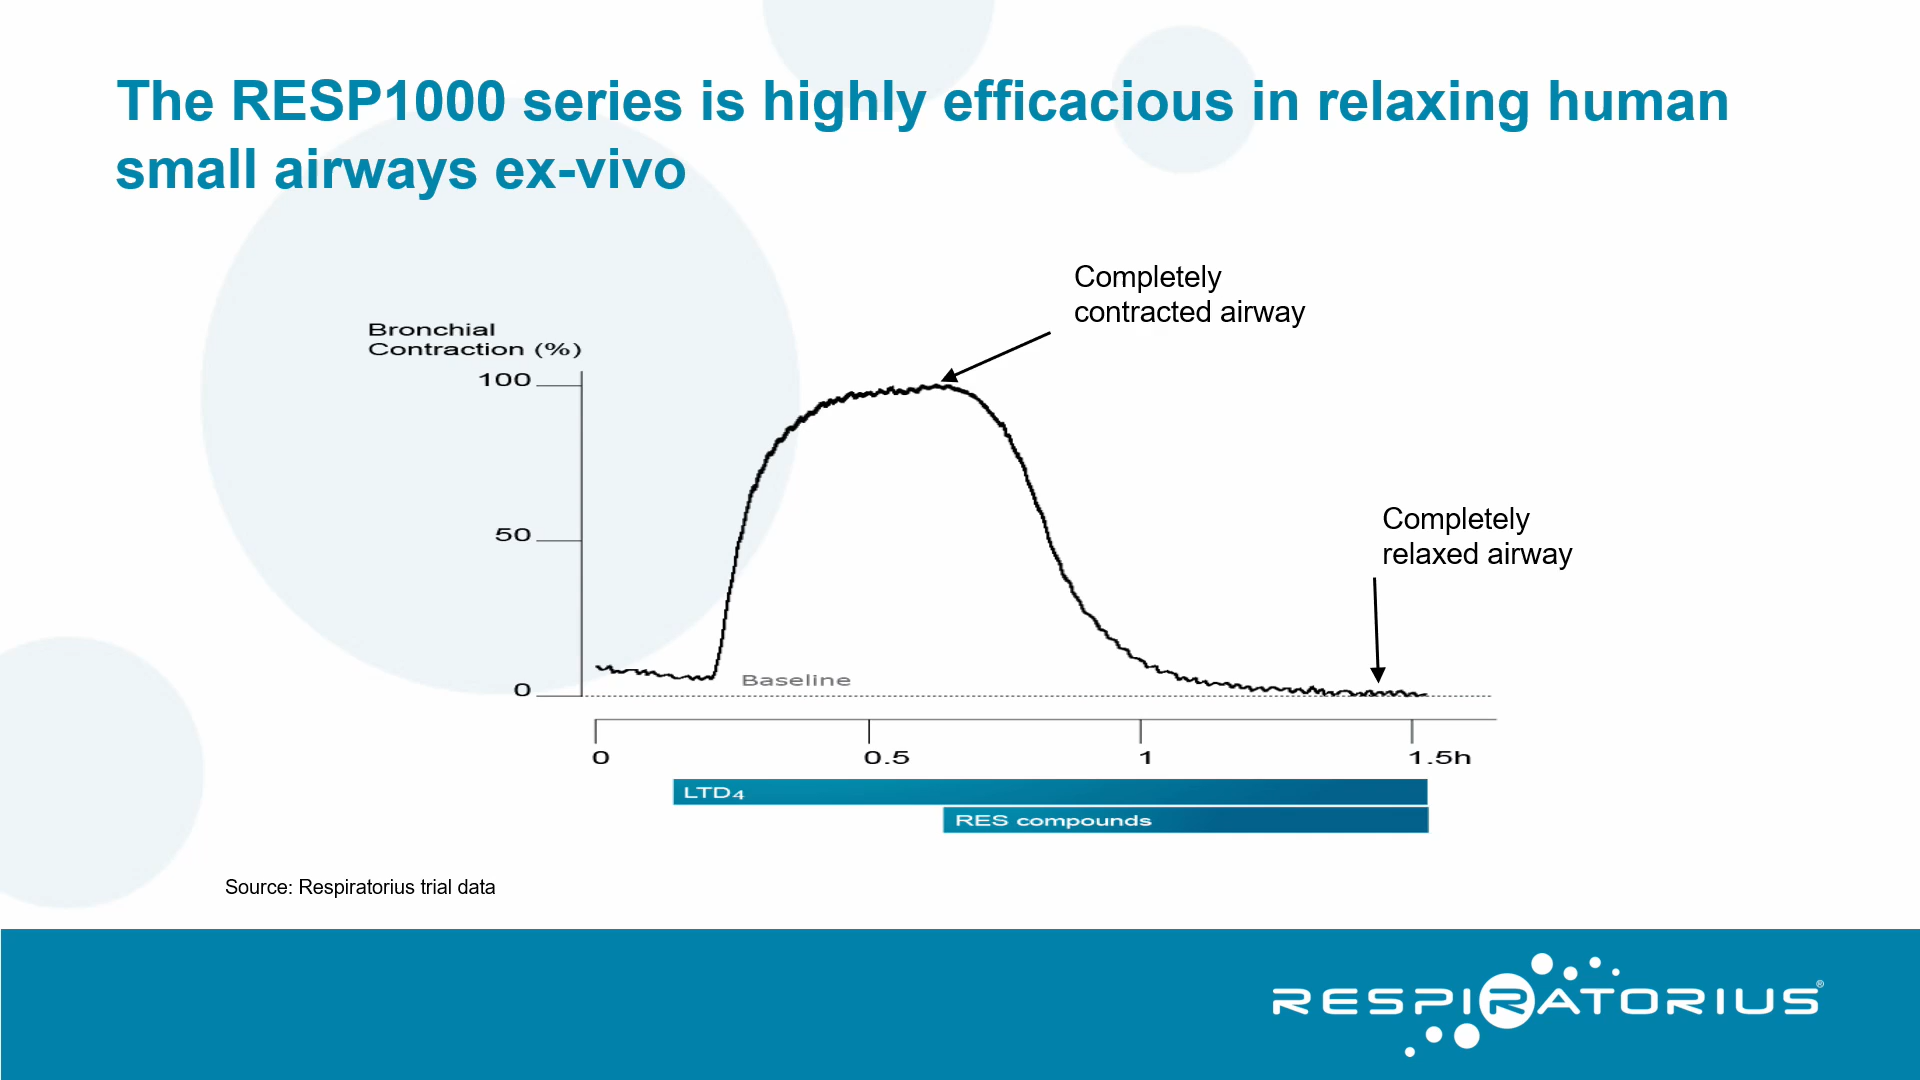 The RESP1000 series is highly efficacious in relaxing human
small airways ex-vivo
Completely
contracted airway
Bronchial
Contraction (%)
100
50
0
Completely
relaxed airway
Baseline
0
0.5
1
1.5h
LTD₄
RES compounds
Source: Respiratorius trial data
RESPIRATORIUS®